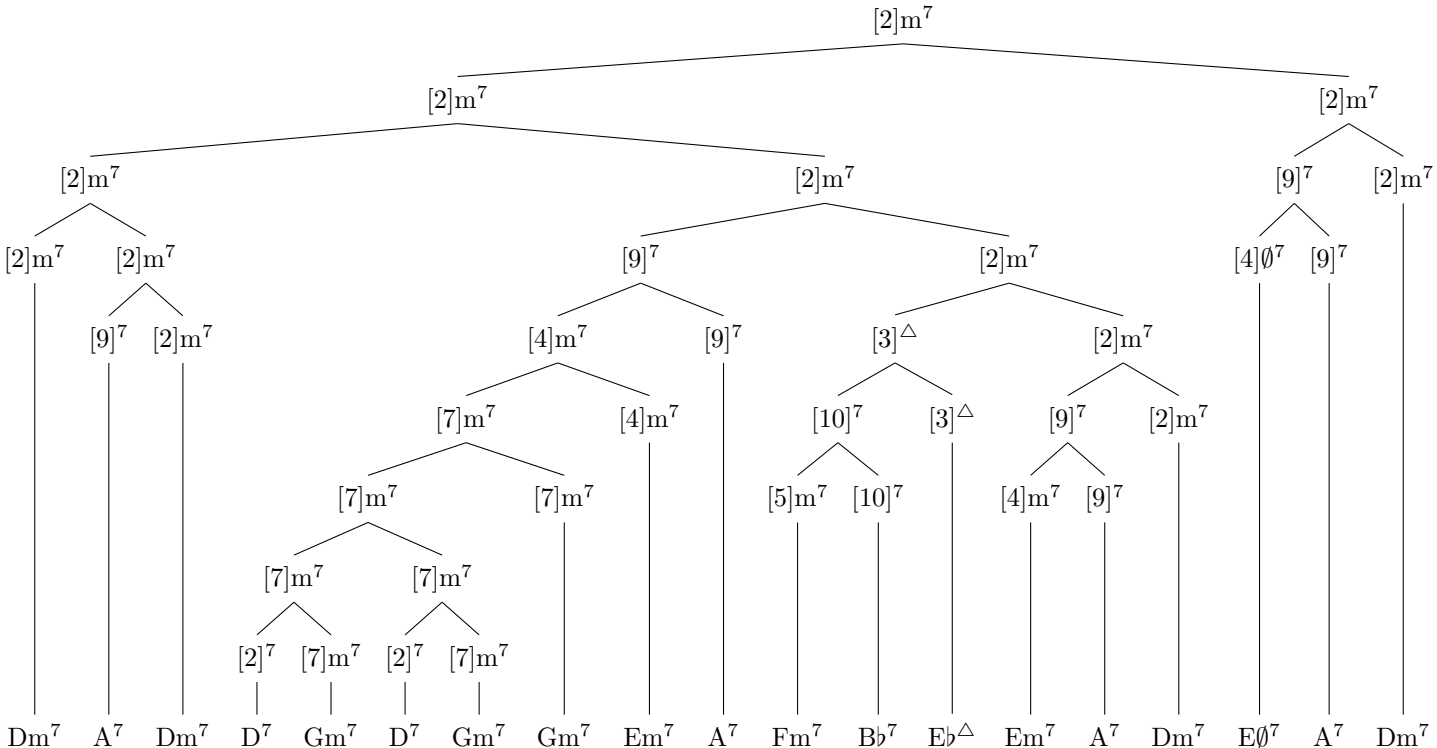 [2]m⁷
[2]m⁷ [2]m⁷
[2]m⁷ [2]m⁷ [9]⁷ [2]m⁷
[2]m⁷ [2]m⁷ [9]⁷ [2]m⁷ [4]∅⁷ [9]⁷
[9]⁷ [2]m⁷ [4]m⁷ [9]⁷ [3]△ [2]m⁷
[7]m⁷ [4]m⁷ [10]⁷ [3]△ [9]⁷ [2]m⁷
[7]m⁷ [7]m⁷ [5]m⁷ [10]⁷ [4]m⁷ [9]⁷
[7]m⁷ [7]m⁷
[2]⁷ [7]m⁷ [2]⁷ [7]m⁷
Dm⁷ A⁷ Dm⁷ D⁷ Gm⁷ D⁷ Gm⁷ Gm⁷ Em⁷ A⁷ Fm⁷ B♭⁷ E♭△ Em⁷ A⁷ Dm⁷ E∅⁷ A⁷ Dm⁷